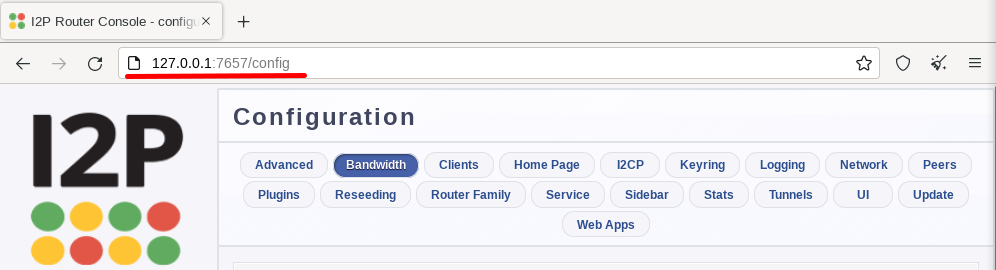 I2P Router Console - config
127.0.0.1:7657/config
I2P
Configuration
Advanced Bandwidth Clients Home Page I2CP Keyring Logging Network Peers
Plugins Reseeding Router Family Service Sidebar Stats Tunnels UI Update
Web Apps